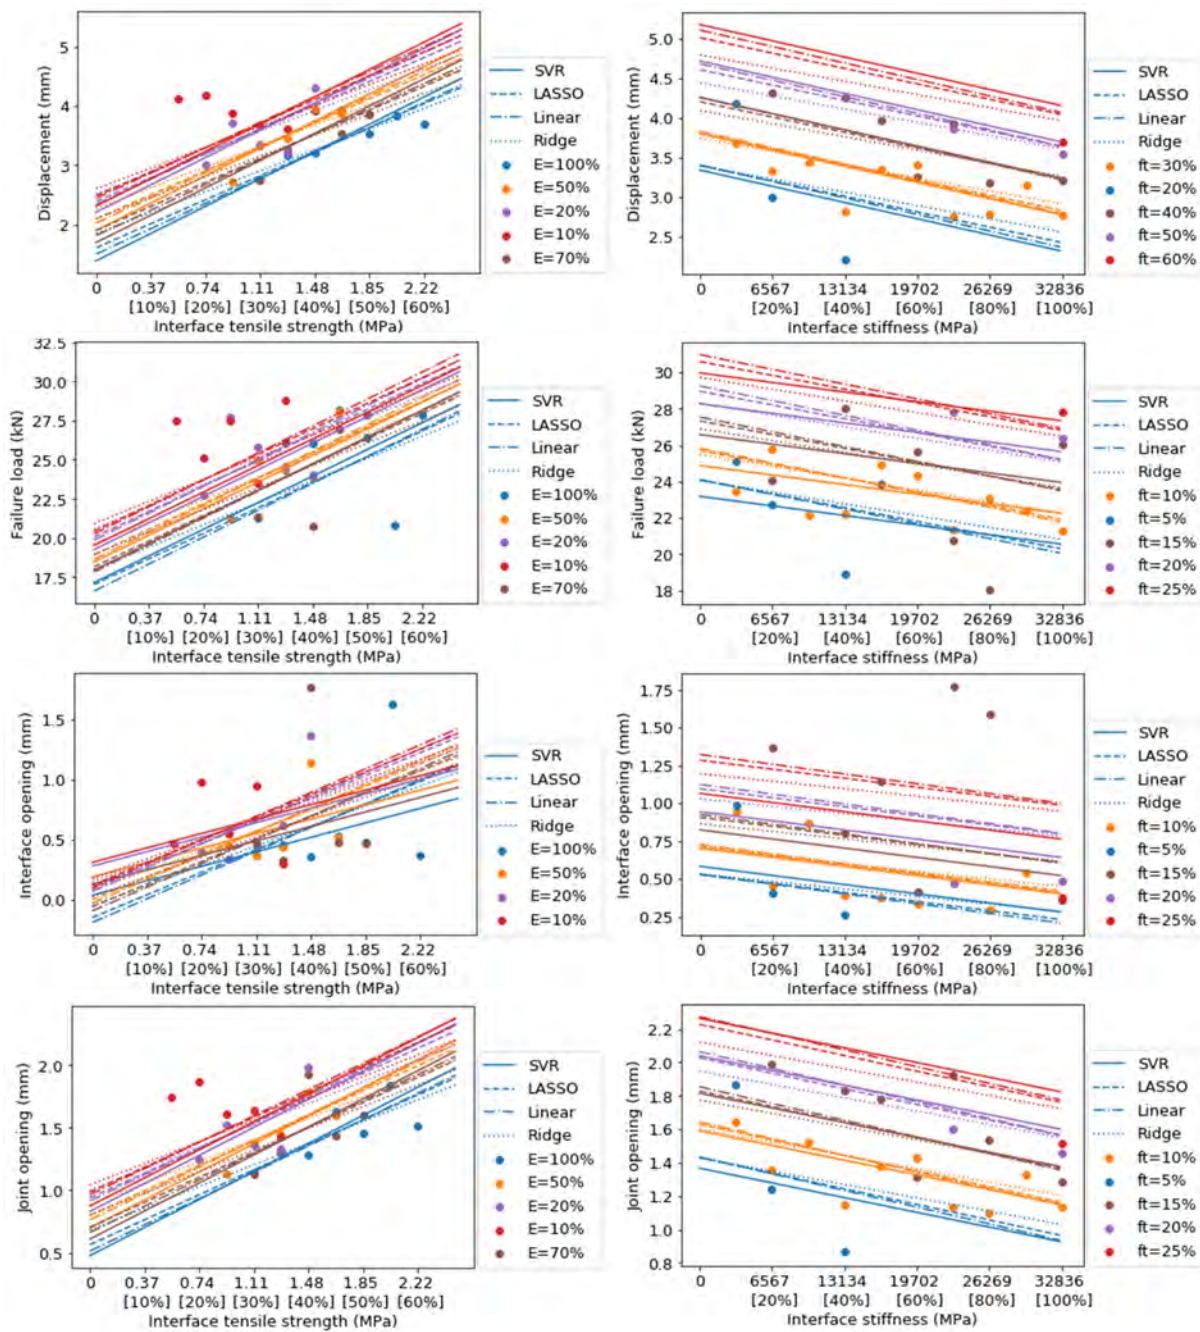 Displacement (mm)
5
4
3
2
0 0.37 0.74 1.11 1.48 1.85 2.22
[10%] [20%] [30%] [40%] [50%] [60%]
Interface tensile strength (MPa)
SVR
LASSO
Linear
Ridge
E=100%
E=50%
E=20%
E=10%
E=70%
Displacement (mm)
5.0
4.5
4.0
3.5
3.0
2.5
0 6567 13134 19702 26269 32836
[20%] [40%] [60%] [80%] [100%]
Interface stiffness (MPa)
SVR
LASSO
Linear
Ridge
ft=30%
ft=20%
ft=40%
ft=50%
ft=60%
Failure load (kN)
32.5
30.0
27.5
25.0
22.5
20.0
17.5
0 0.37 0.74 1.11 1.48 1.85 2.22
[10%] [20%] [30%] [40%] [50%] [60%]
Interface tensile strength (MPa)
SVR
LASSO
Linear
Ridge
E=100%
E=50%
E=20%
E=10%
E=70%
Failure load (kN)
30
28
26
24
22
20
18
0 6567 13134 19702 26269 32836
[20%] [40%] [60%] [80%] [100%]
Interface stiffness (MPa)
SVR
LASSO
Linear
Ridge
ft=10%
ft=5%
ft=15%
ft=20%
ft=25%
Interface opening (mm)
1.5
1.0
0.5
0.0
0 0.37 0.74 1.11 1.48 1.85 2.22
[10%] [20%] [30%] [40%] [50%] [60%]
Interface tensile strength (MPa)
SVR
LASSO
Linear
Ridge
E=100%
E=50%
E=20%
E=10%
Interface opening (mm)
1.75
1.50
1.25
1.00
0.75
0.50
0.25
0 6567 13134 19702 26269 32836
[20%] [40%] [60%] [80%] [100%]
Interface stiffness (MPa)
SVR
LASSO
Linear
Ridge
ft=10%
ft=5%
ft=15%
ft=20%
ft=25%
Joint opening (mm)
2.0
1.5
1.0
0.5
0 0.37 0.74 1.11 1.48 1.85 2.22
[10%] [20%] [30%] [40%] [50%] [60%]
Interface tensile strength (MPa)
SVR
LASSO
Linear
Ridge
E=100%
E=50%
E=20%
E=10%
E=70%
Joint opening (mm)
2.2
2.0
1.8
1.6
1.4
1.2
1.0
0.8
0 6567 13134 19702 26269 32836
[20%] [40%] [60%] [80%] [100%]
Interface stiffness (MPa)
SVR
LASSO
Linear
Ridge
ft=10%
ft=5%
ft=15%
ft=20%
ft=25%